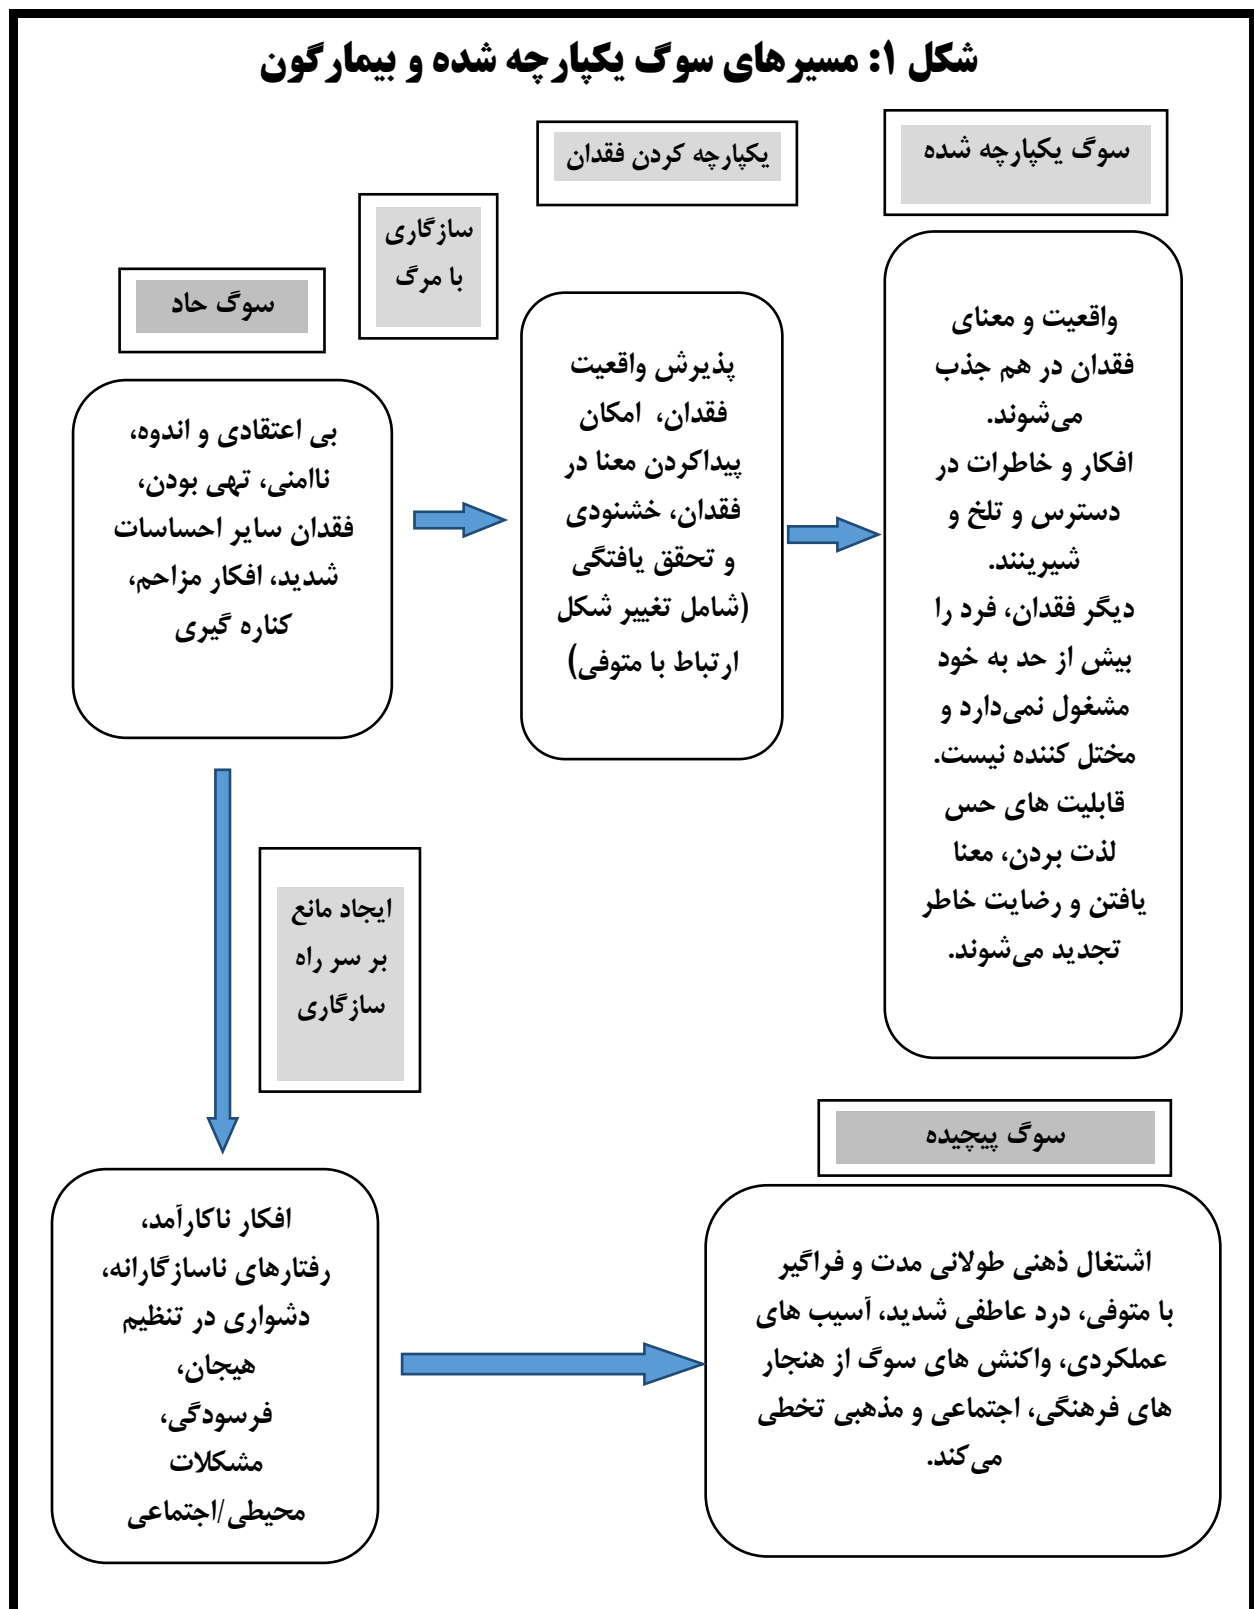 شکل ۱: مسیرهای سوگ یکپارچه شده و بیمارگون
سوگ حاد
بی اعتقادی و اندوه،
ناامنی، تهی بودن،
فقدان سایر احساسات
شدید، افکار مزاحم،
کناره گیری
سازگاری
با مرگ
یکپارچه کردن فقدان
پذیرش واقعیت
فقدان، امکان
پیداکردن معنا در
فقدان، خشنودی
و تحقق یافتگی
(شامل تغییر شکل
ارتباط با متوفی)
سوگ یکپارچه شده
واقعیت و معنای
فقدان در هم جذب
می‌شوند.
افکار و خاطرات در
دسترس و تلخ و
شیرینند.
دیگر فقدان، فرد را
بیش از حد به خود
مشغول نمی‌دارد و
مختل کننده نیست.
قابلیت های حس
لذت بردن، معنا
یافتن و رضایت خاطر
تجدید می‌شوند.
ایجاد مانع
بر سر راه
سازگاری
افکار ناکارآمد،
رفتارهای ناسازگارانه،
دشواری در تنظیم
هیجان،
فرسودگی،
مشکلات
محیطی/اجتماعی
سوگ پیچیده
اشتغال ذهنی طولانی مدت و فراگیر
با متوفی، درد عاطفی شدید، آسیب های
عملکردی، واکنش های سوگ از هنجار
های فرهنگی، اجتماعی و مذهبی تخطی
می کند.